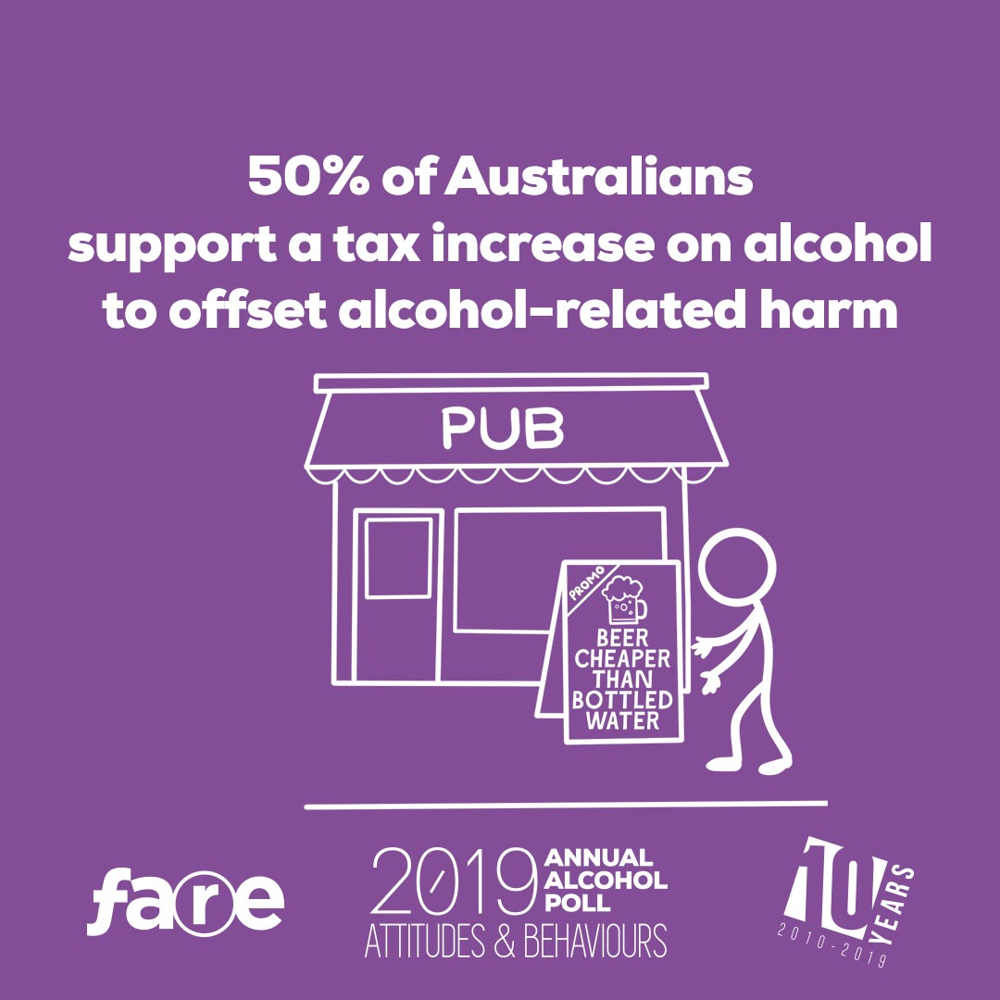 50% of Australians
support a tax increase on alcohol
to offset alcohol-related harm
PUB
PROMO
BEER
CHEAPER
THAN
BOTTLED
WATER
fare
2019 ANNUAL
ALCOHOL
POLL
ATTITUDES & BEHAVIOURS
10 YEARS
2010-2019